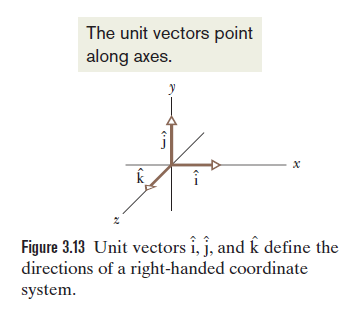 The unit vectors point
along axes.
y
ĵ
x
k̂
î
z
Figure 3.13 Unit vectors î, ĵ, and k̂ define the
directions of a right-handed coordinate
system.